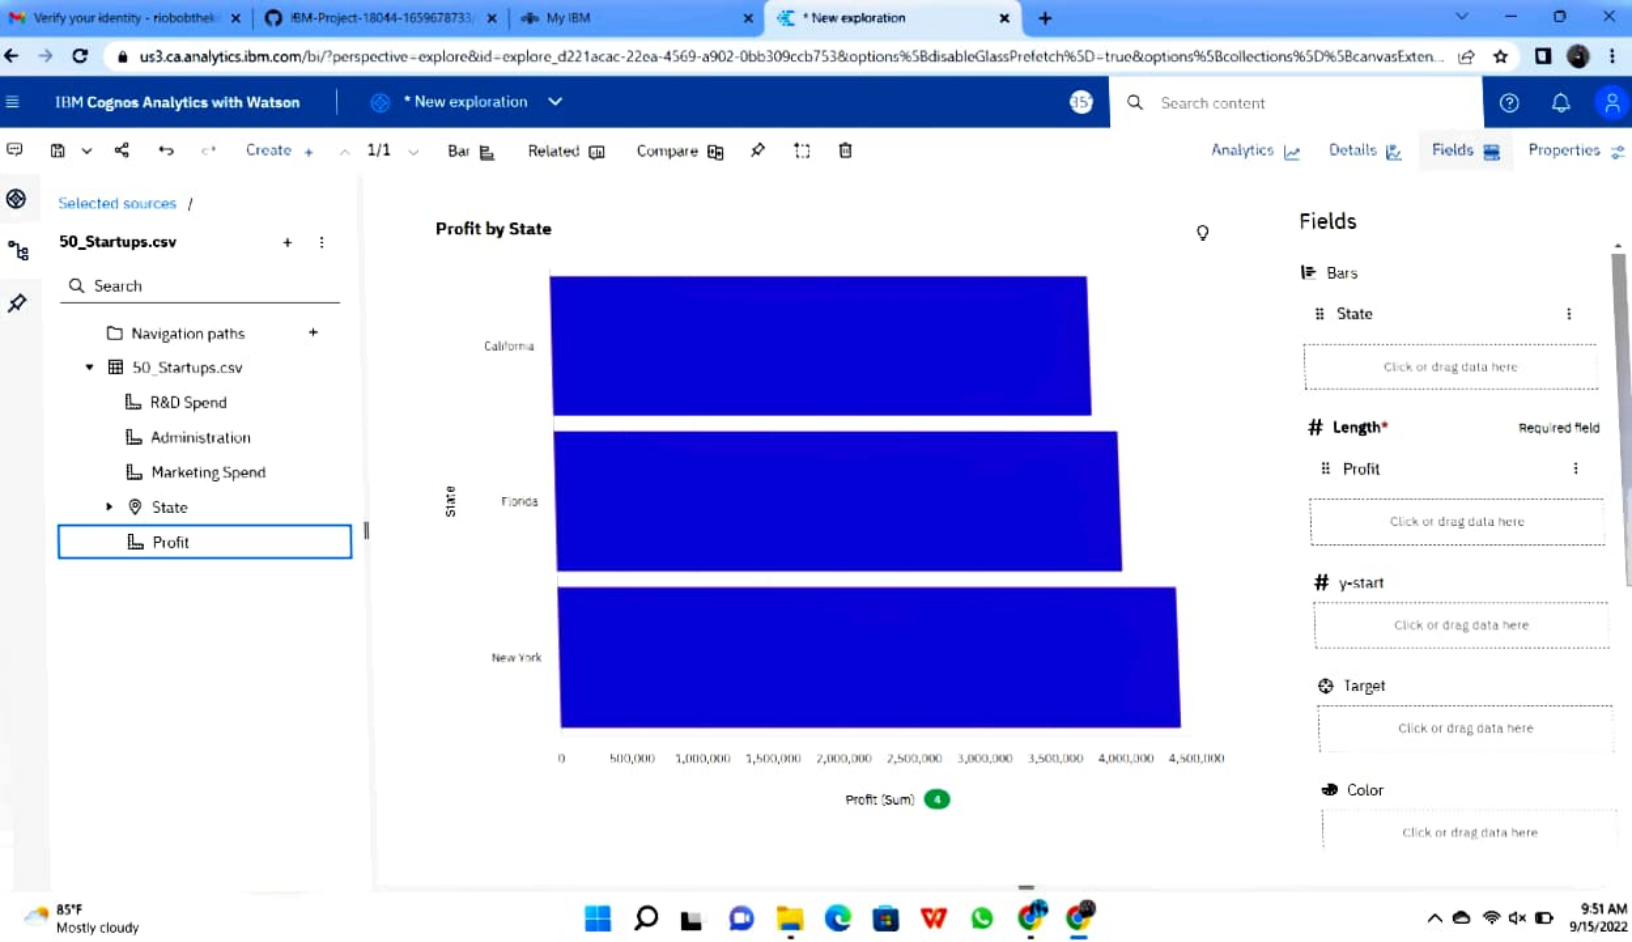 Verify your identity - riobobthek
IBM-Project-18044-1659678733
My IBM
* New exploration
us3.ca.analytics.ibm.com/bi/?perspective=explore&id=explore_d221acac-22ea-4569-a902-0bb309ccb753&options%5BdisableGlassPrefetch%5D=true&options%5Bcollections%5D%5BcanvasExten...
IBM Cognos Analytics with Watson
* New exploration
Search content
Create +
1/1
Bar
Related
Compare
Analytics
Details
Fields
Properties
Selected sources /
50_Startups.csv
Search
Navigation paths
50_Startups.csv
R&D Spend
Administration
Marketing Spend
State
Profit
Profit by State
State
California
Florida
New York
0 500,000 1,000,000 1,500,000 2,000,000 2,500,000 3,000,000 3,500,000 4,000,000 4,500,000
Profit (Sum) 4
Fields
Bars
State
Click or drag data here
# Length* Required field
Profit
Click or drag data here
# y-start
Click or drag data here
Target
Click or drag data here
Color
Click or drag data here
85°F
Mostly cloudy
9:51 AM
9/15/2022